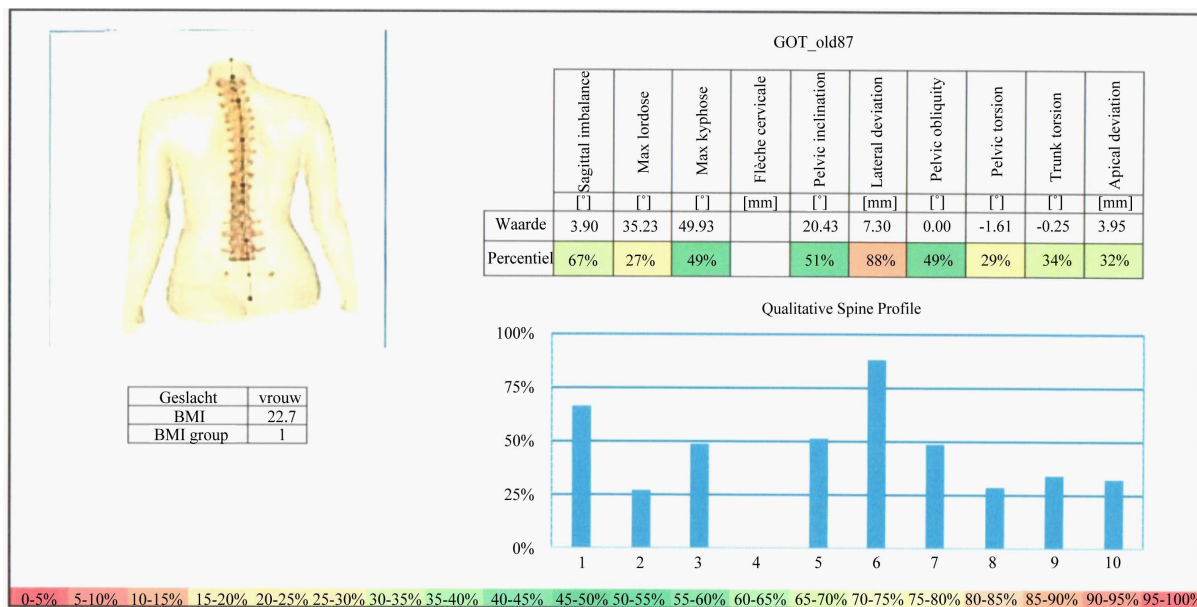 GOT_old87
Sagittal imbalance Max lordose Max kyphose Flèche cervicale Pelvic inclination Lateral deviation Pelvic obliquity Pelvic torsion Trunk torsion Apical deviation
[°] [°] [°] [mm] [°] [mm] [°] [°] [°] [mm]
Waarde 3.90 35.23 49.93 20.43 7.30 0.00 -1.61 -0.25 3.95
Percentiel 67% 27% 49% 51% 88% 49% 29% 34% 32%
Geslacht vrouw
BMI 22.7
BMI group 1
Qualitative Spine Profile
100%
75%
50%
25%
0%
1 2 3 4 5 6 7 8 9 10
0-5% 5-10% 10-15% 15-20% 20-25% 25-30% 30-35% 35-40% 40-45% 45-50% 50-55% 55-60% 60-65% 65-70% 70-75% 75-80% 80-85% 85-90% 90-95% 95-100%